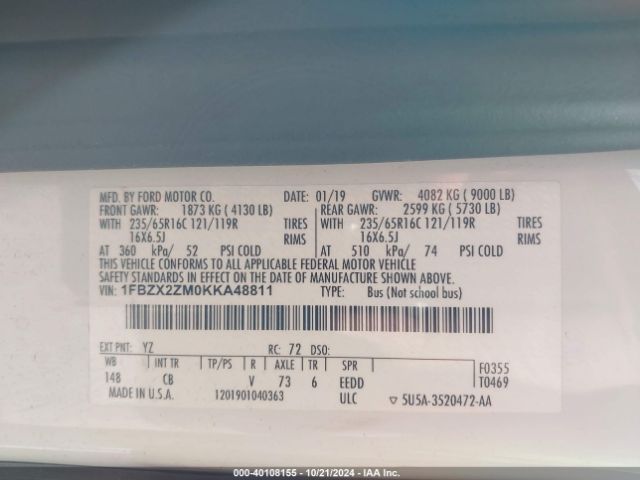 MFD. BY FORD MOTOR CO. DATE: 01/19 GVWR: 4082 KG ( 9000 LB)
FRONT GAWR: 1873 KG ( 4130 LB) REAR GAWR: 2599 KG ( 5730 LB)
WITH 235/65R16C 121/119R TIRES WITH 235/65R16C 121/119R TIRES
16X6.5J RIMS 16X6.5J RIMS
AT 360 kPa/ 52 PSI COLD AT 510 kPa/ 74 PSI COLD
THIS VEHICLE CONFORMS TO ALL APPLICABLE FEDERAL MOTOR VEHICLE
SAFETY STANDARDS IN EFFECT ON THE DATE OF MANUFACTURE SHOWN ABOVE.
VIN: 1FBZX2ZM0KKA48811 TYPE: Bus (Not school bus)
EXT PNT: YZ RC: 72 DSO:
WB INT TR TP/PS R AXLE TR SPR F0355
148 CB V 73 6 EEDD T0469
MADE IN U.S.A. 1201901040363 ULC ▽ 5U5A-3520472-AA
000-40108155 - 10/21/2024 - IAA Inc.